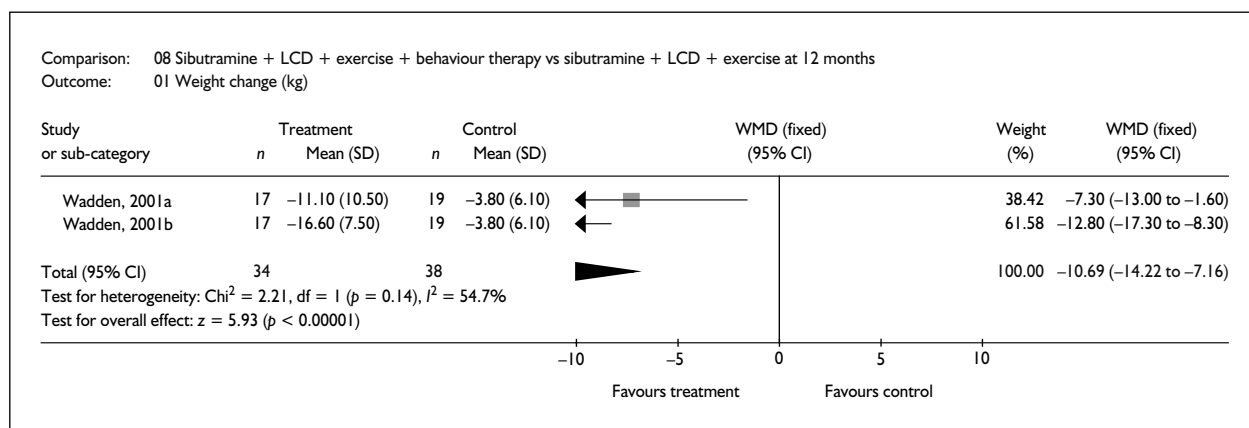 Comparison: 08 Sibutramine + LCD + exercise + behaviour therapy vs sibutramine + LCD + exercise at 12 months
Outcome: 01 Weight change (kg)
Study Treatment Control WMD (fixed) Weight WMD (fixed)
or sub-category n Mean (SD) n Mean (SD) (95% CI) (%) (95% CI)
Wadden, 2001a 17 −11.10 (10.50) 19 −3.80 (6.10) 38.42 −7.30 (−13.00 to −1.60)
Wadden, 2001b 17 −16.60 (7.50) 19 −3.80 (6.10) 61.58 −12.80 (−17.30 to −8.30)
Total (95% CI) 34 38 100.00 −10.69 (−14.22 to −7.16)
Test for heterogeneity: Chi² = 2.21, df = 1 (p = 0.14), I² = 54.7%
Test for overall effect: z = 5.93 (p < 0.00001)
−10 −5 0 5 10
Favours treatment Favours control